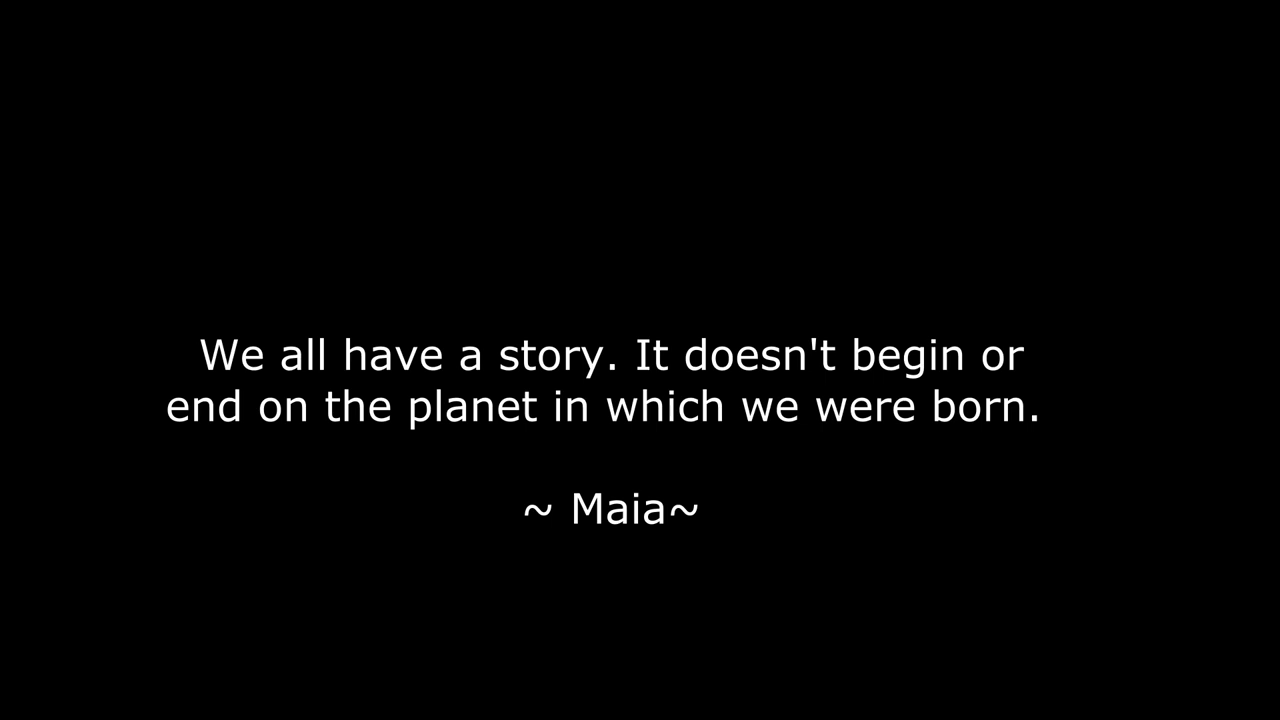 We all have a story. It doesn't begin or
end on the planet in which we were born.
~ Maia~